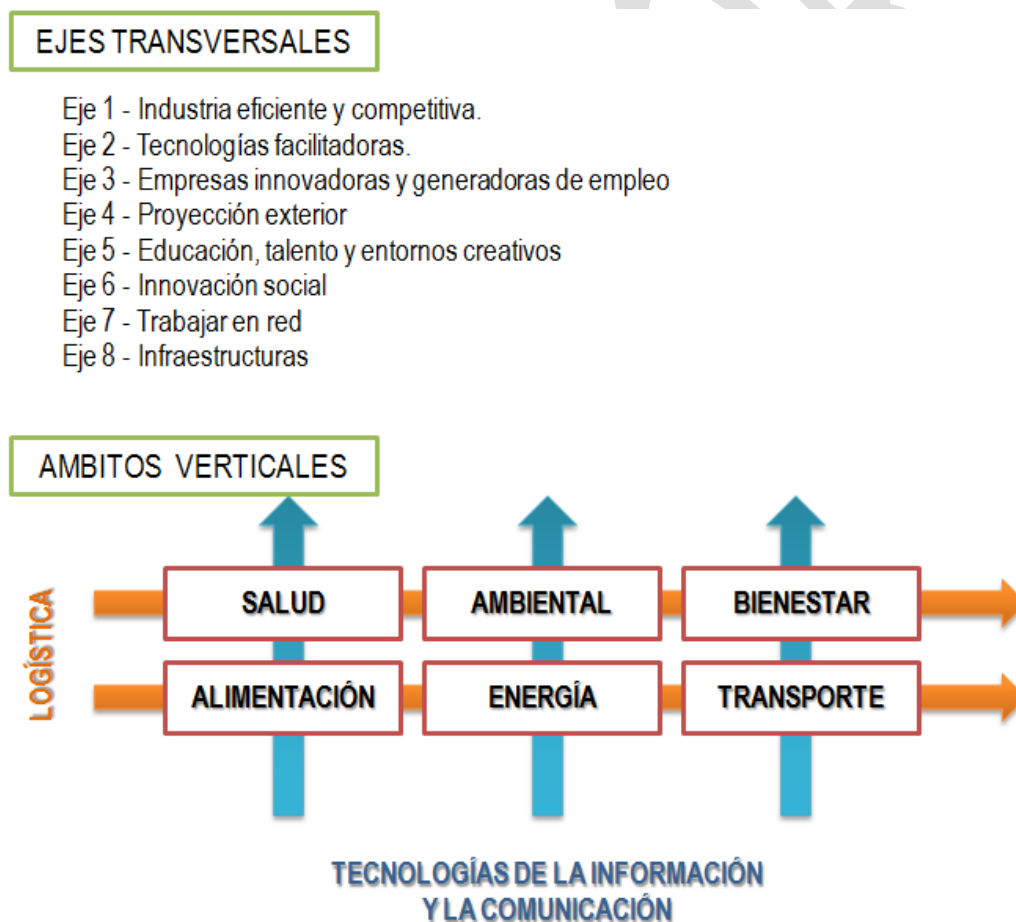 EJES TRANSVERSALES
Eje 1 - Industria eficiente y competitiva.
Eje 2 - Tecnologías facilitadoras.
Eje 3 - Empresas innovadoras y generadoras de empleo
Eje 4 - Proyección exterior
Eje 5 - Educación, talento y entornos creativos
Eje 6 - Innovación social
Eje 7 - Trabajar en red
Eje 8 - Infraestructuras
AMBITOS VERTICALES
LOGÍSTICA
SALUD
AMBIENTAL
BIENESTAR
ALIMENTACIÓN
ENERGÍA
TRANSPORTE
TECNOLOGÍAS DE LA INFORMACIÓN
Y LA COMUNICACIÓN